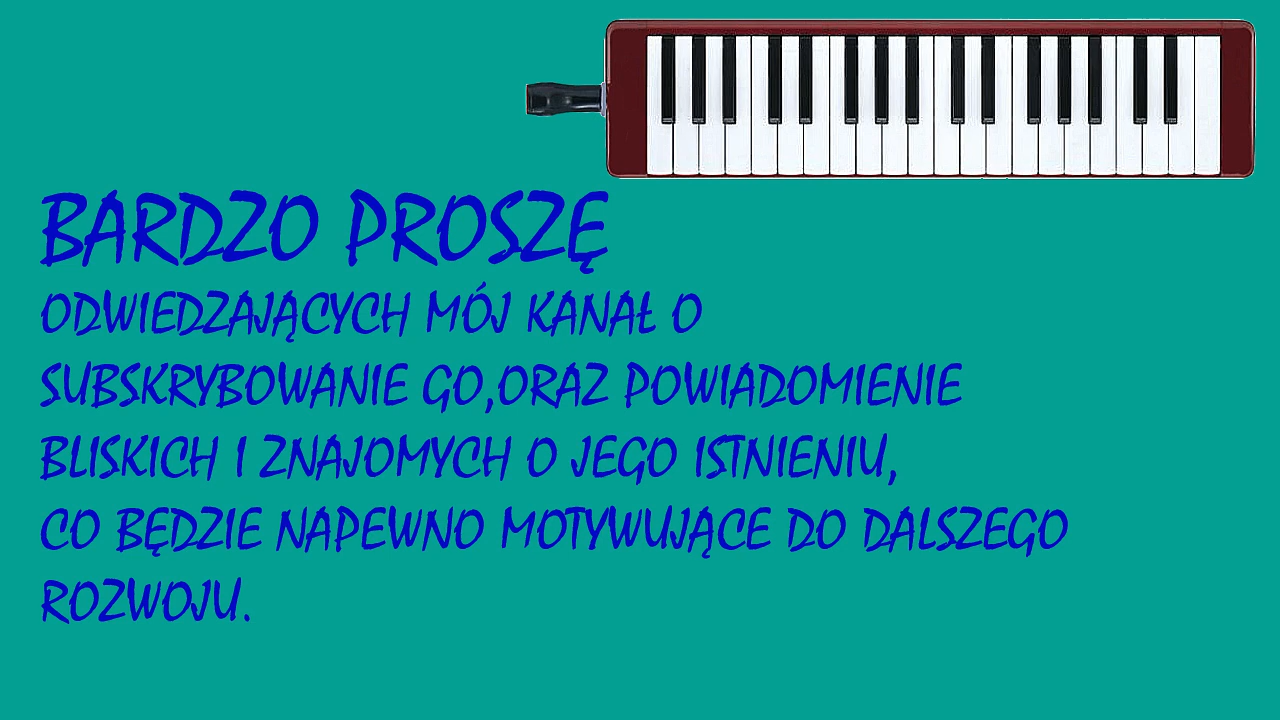 BARDZO PROSZĘ
ODWIEDZAJĄCYCH MÓJ KANAŁ O
SUBSKRYBOWANIE GO,ORAZ POWIADOMIENIE
BLISKICH I ZNAJOMYCH O JEGO ISTNIENIU,
CO BĘDZIE NAPEWNO MOTYWUJĄCE DO DALSZEGO
ROZWOJU.